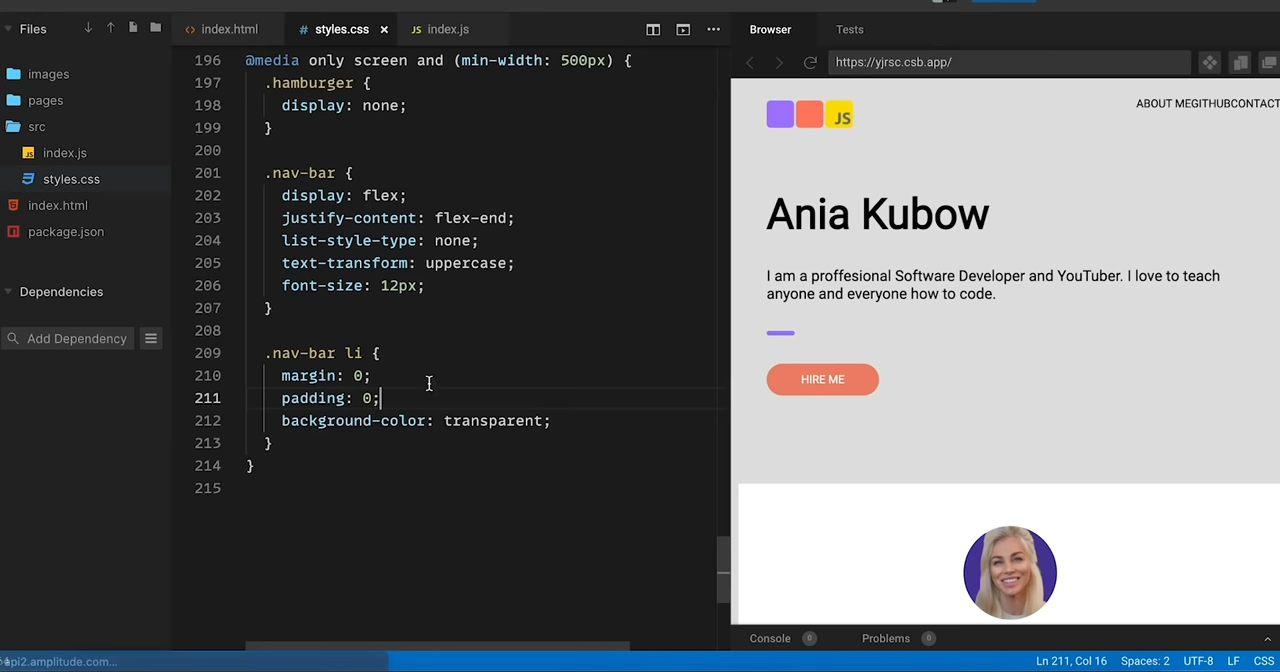 Files
index.html
# styles.css ×
JS index.js
Browser
Tests
https://yjrsc.csb.app/
images
pages
src
JS index.js
styles.css
index.html
package.json
Dependencies
Add Dependency
196 @media only screen and (min-width: 500px) {
197 .hamburger {
198 display: none;
199 }
200
201 .nav-bar {
202 display: flex;
203 justify-content: flex-end;
204 list-style-type: none;
205 text-transform: uppercase;
206 font-size: 12px;
207 }
208
209 .nav-bar li {
210 margin: 0;
211 padding: 0;
212 background-color: transparent;
213 }
214 }
215
JS
ABOUT MEGITHUBCONTACT
Ania Kubow
I am a proffesional Software Developer and YouTuber. I love to teach
anyone and everyone how to code.
HIRE ME
Console 0
Problems 0
api2.amplitude.com...
Ln 211, Col 16 Spaces: 2 UTF-8 LF CSS